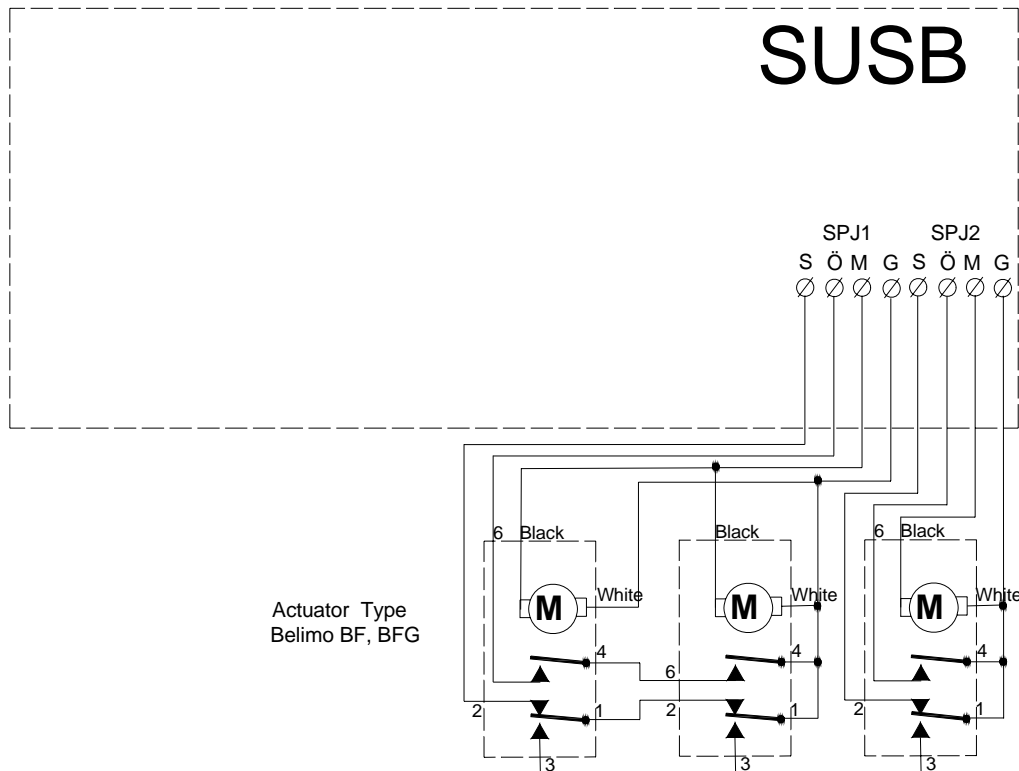 SUSB
SPJ1 SPJ2
S Ö M G S Ö M G
6 Black Black 6 Black
M White M White M White
Actuator Type
Belimo BF, BFG
4 4 4
6
2 1 2 1 2 1
3 3 3